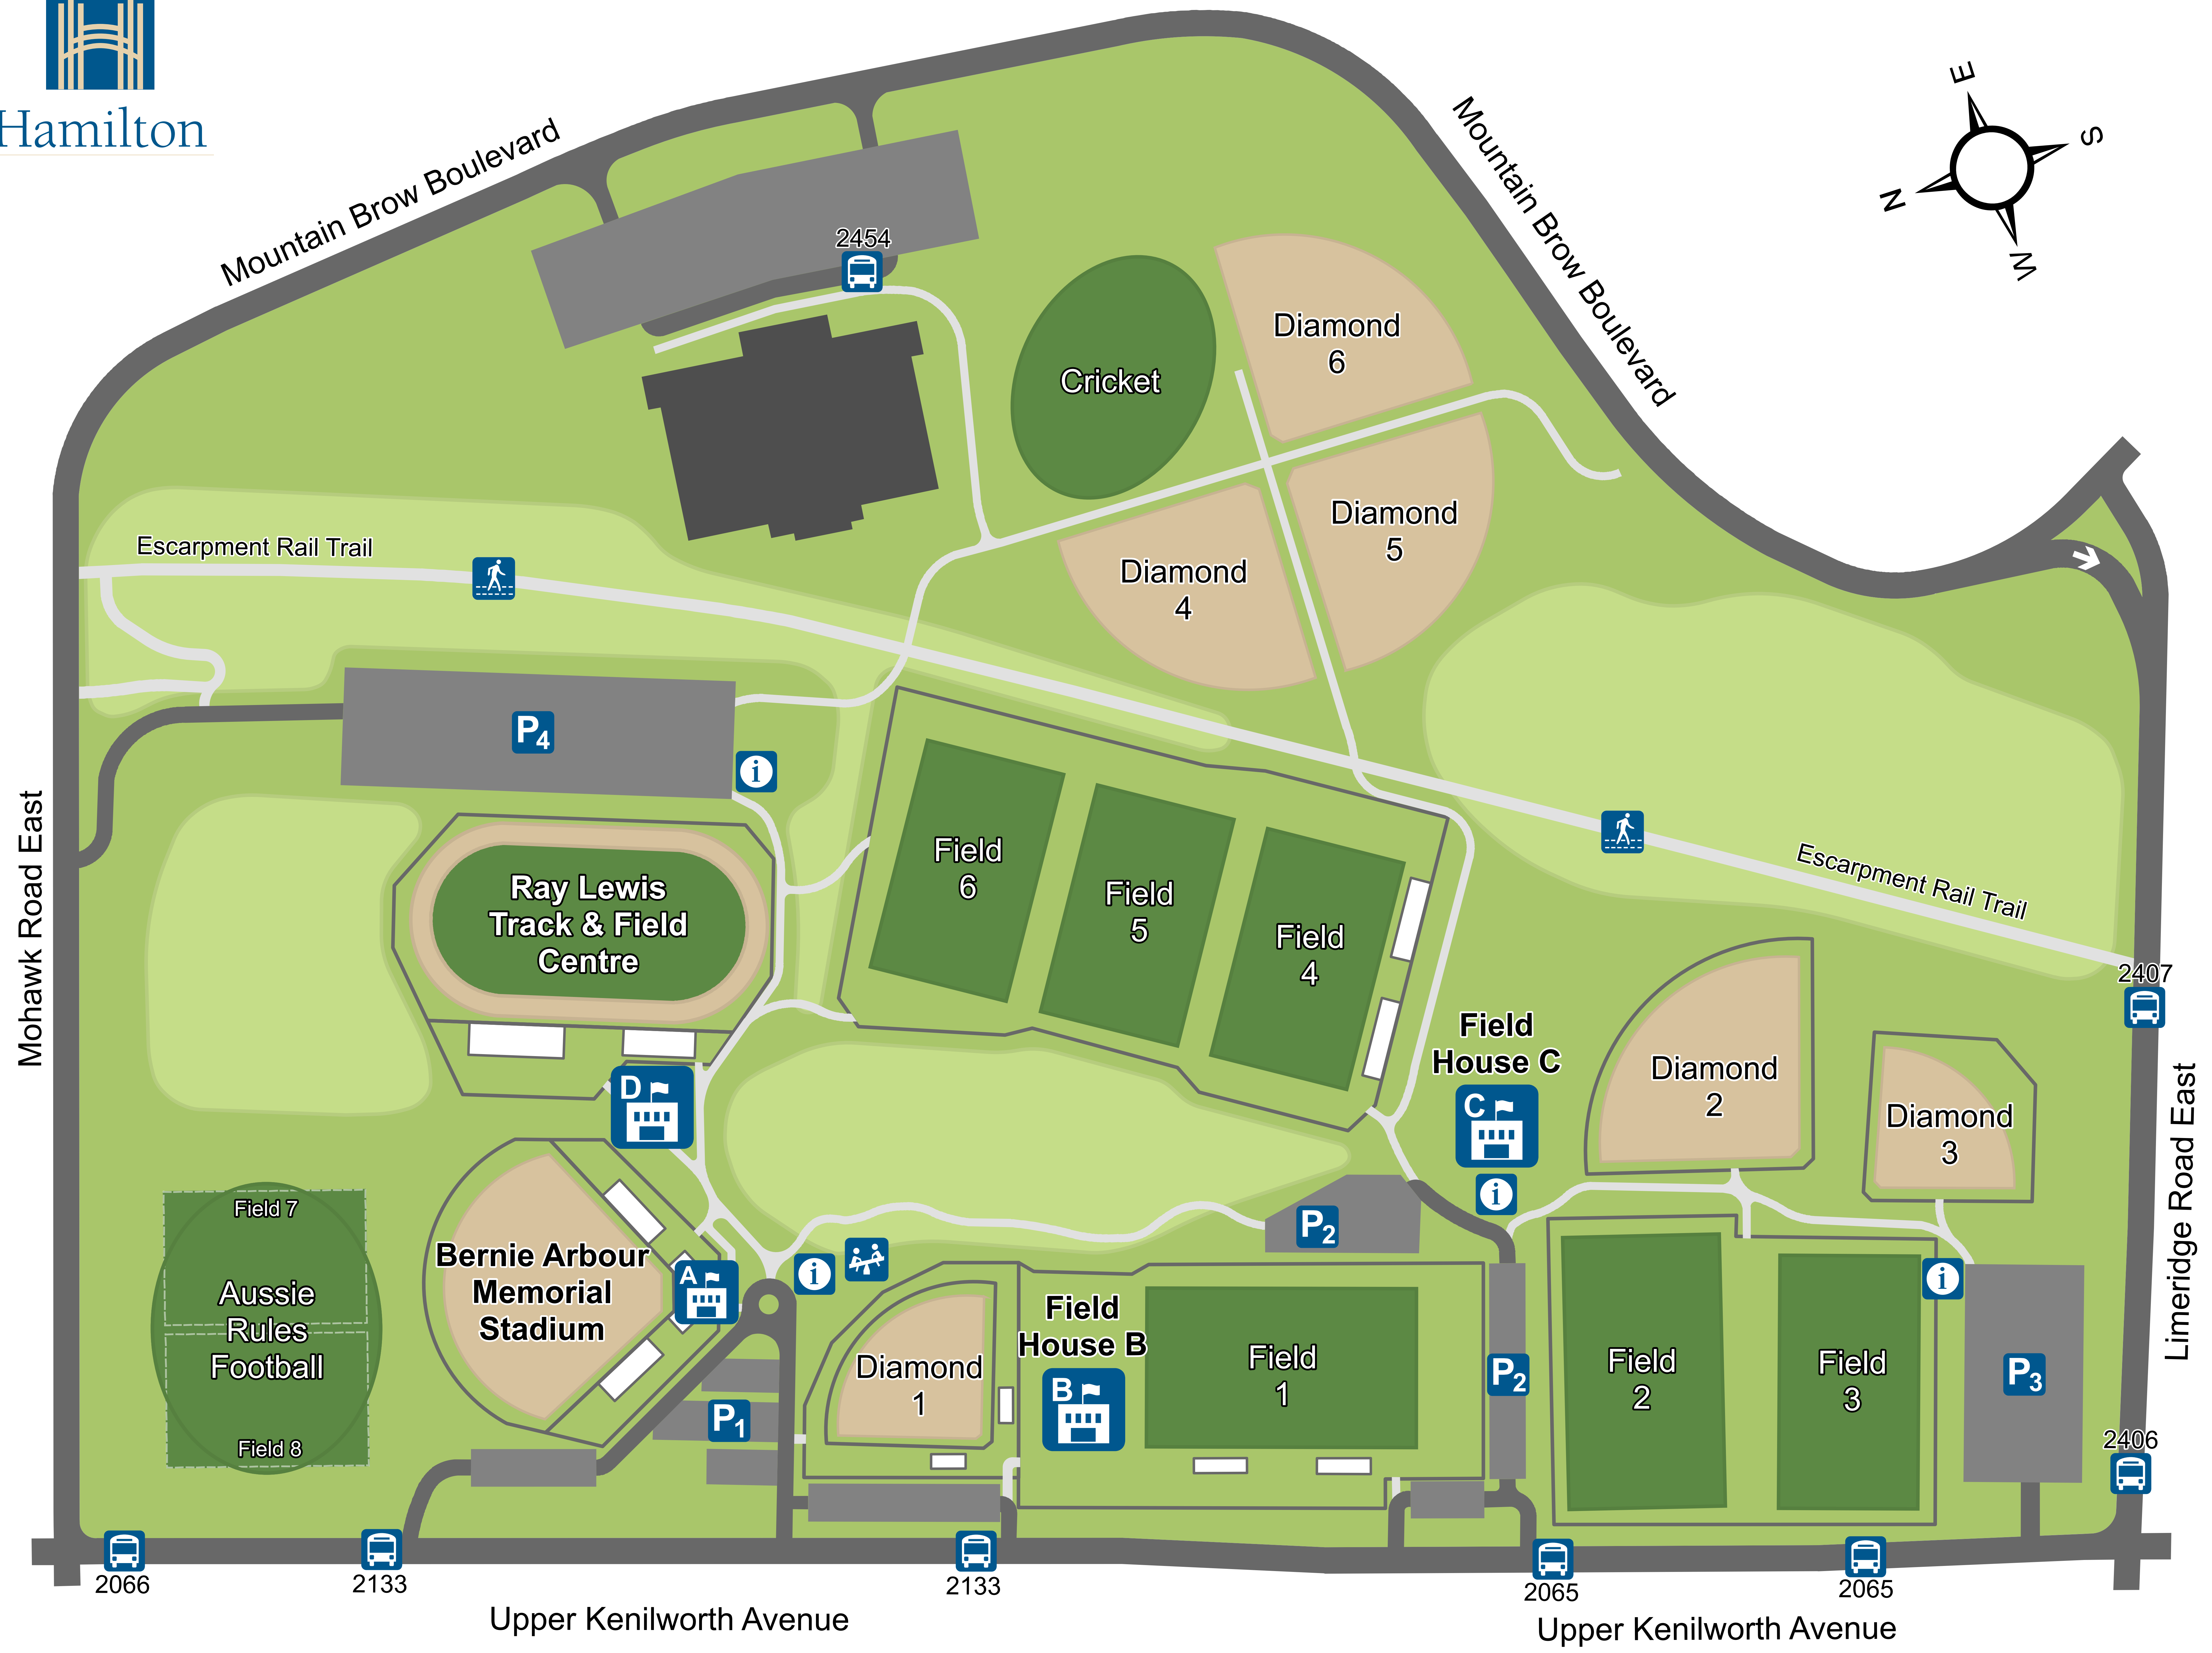 Hamilton
Mountain Brow Boulevard
Mountain Brow Boulevard
E
S
N
W
2454
Cricket
Diamond
6
Diamond
5
Diamond
4
Escarpment Rail Trail
P4
i
Mohawk Road East
Ray Lewis
Track & Field
Centre
Field
6
Field
5
Field
4
Escarpment Rail Trail
2407
Field
House C
C
i
Diamond
2
Diamond
3
Limeridge Road East
D
Field 7
Aussie
Rules
Football
Field 8
Bernie Arbour
Memorial
Stadium
A
i
P2
Field
House B
B
Diamond
1
P1
Field
1
P2
Field
2
Field
3
i
P3
2406
2066
2133
2133
2065
2065
Upper Kenilworth Avenue
Upper Kenilworth Avenue